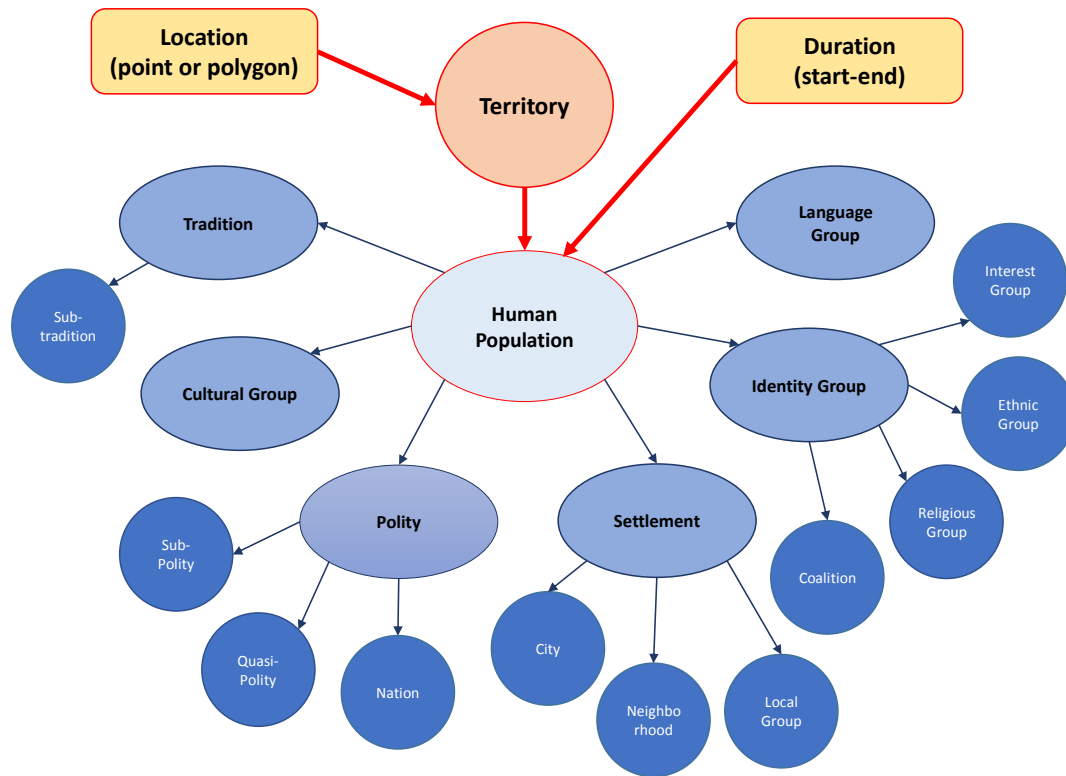 Location
(point or polygon)
Territory
Duration
(start-end)
Tradition
Language
Group
Sub-
tradition
Human
Population
Interest
Group
Cultural Group
Identity Group
Ethnic
Group
Polity
Settlement
Religious
Group
Sub-
Polity
Coalition
Quasi-
Polity
Nation
City
Neighbo
rhood
Local
Group